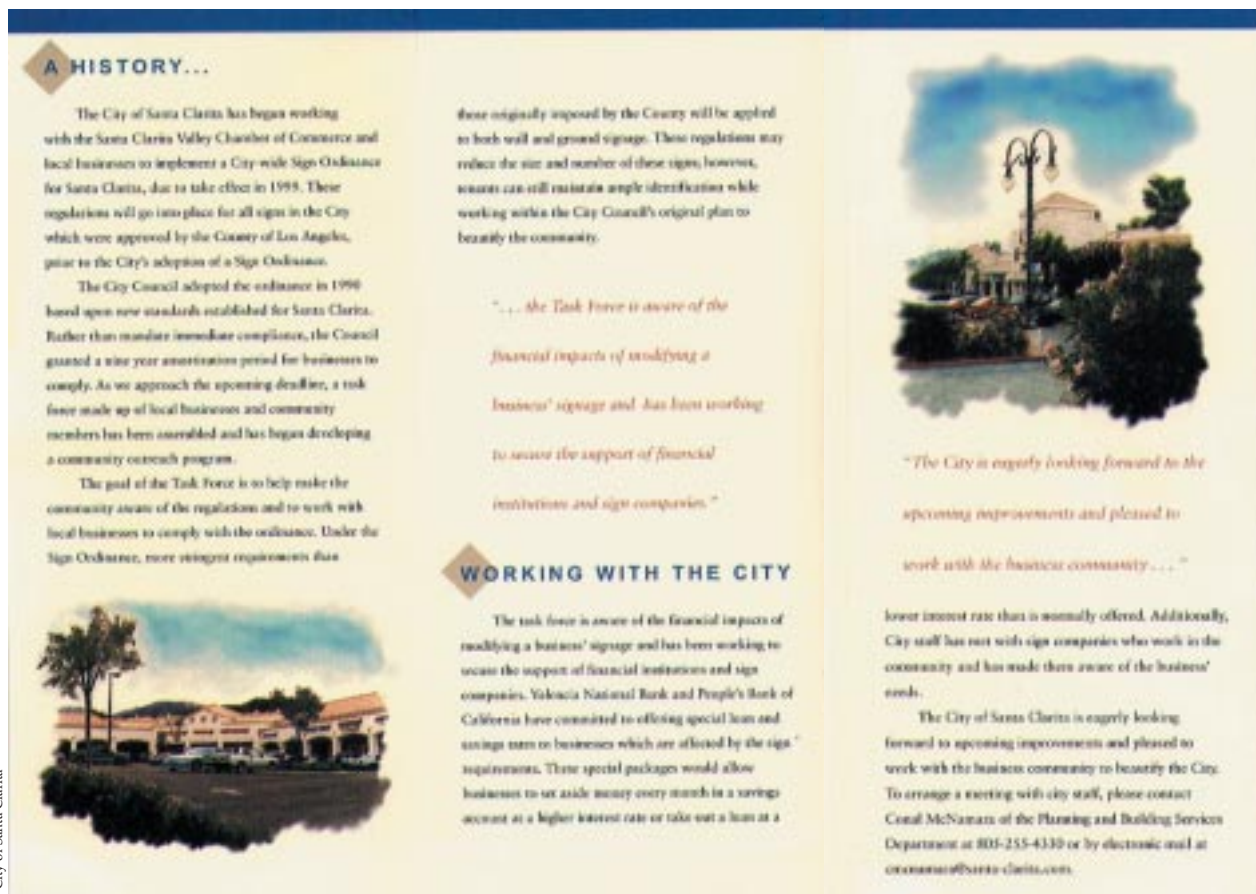 A HISTORY...
The City of Santa Clarita has began working
with the Santa Clarita Valley Chamber of Commerce and
local businesses to implement a City-wide Sign Ordinance
for Santa Clarita, due to take effect in 1999. These
regulations will go into place for all signs in the City
which were approved by the County of Los Angeles,
prior to the City's adoption of a Sign Ordinance.
The City Council adopted the ordinance in 1990
based upon new standards established for Santa Clarita.
Rather than mandate immediate compliance, the Council
granted a nine year amortization period for businesses to
comply. As we approach the upcoming deadline, a task
force made up of local businesses and community
members has been assembled and has began developing
a community outreach program.
The goal of the Task Force is to help make the
community aware of the regulations and to work with
local businesses to comply with the ordinance. Under the
Sign Ordinance, more stringent requirements than
those originally imposed by the County will be applied
to both wall and ground signage. These regulations may
reduce the size and number of these signs; however,
tenants can still maintain ample identification while
working within the City Council's original plan to
beautify the community.
"... the Task Force is aware of the
financial impacts of modifying a
business' signage and has been working
to secure the support of financial
institutions and sign companies."
WORKING WITH THE CITY
The task force is aware of the financial impacts of
modifying a business' signage and has been working to
secure the support of financial institutions and sign
companies. Valencia National Bank and People's Bank of
California have committed to offering special loan and
savings rates to businesses which are affected by the sign
requirements. These special packages would allow
businesses to set aside money every month in a savings
account at a higher interest rate or take out a loan at a
"The City is eagerly looking forward to the
upcoming improvements and pleased to
work with the business community . . . "
lower interest rate than is normally offered. Additionally,
City staff has met with sign companies who work in the
community and has made them aware of the business'
needs.
The City of Santa Clarita is eagerly looking
forward to upcoming improvements and pleased to
work with the business community to beautify the City.
To arrange a meeting with city staff, please contact
Conal McNamara of the Planning and Building Services
Department at 805-255-4330 or by electronic mail at
City of Santa Clarita